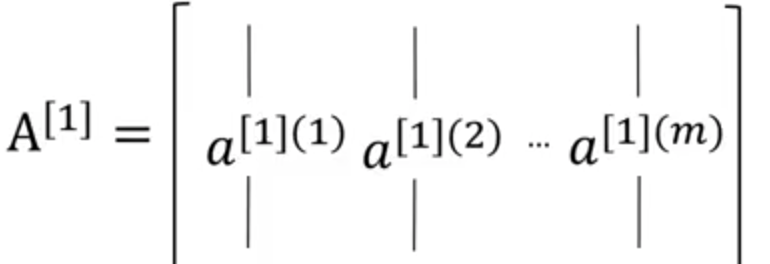 A^[1] = [ a^[1](1) a^[1](2) ... a^[1](m) ]